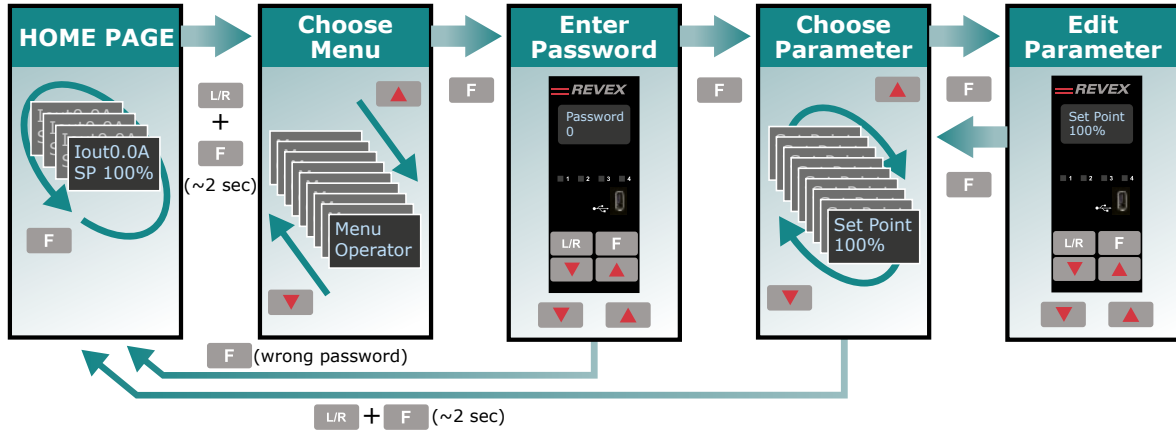 HOME PAGE
Choose
Menu
Enter
Password
Choose
Parameter
Edit
Parameter
Iout0.0A
SP 100%
F
L/R
+
F
(~2 sec)
Menu
Operator
F
REVEX
Password
0
1 2 3 4
L/R F
F
Set Point
100%
F
F
REVEX
Set Point
100%
1 2 3 4
L/R F
F (wrong password)
L/R + F (~2 sec)